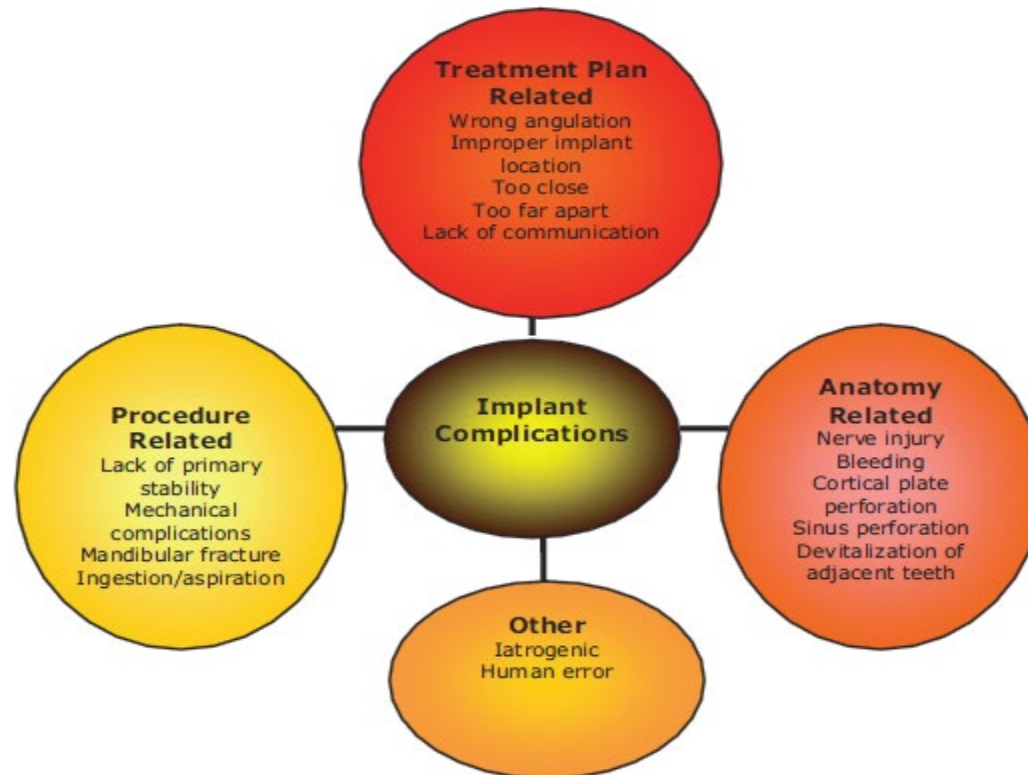 Treatment Plan
Related
Wrong angulation
Improper implant
location
Too close
Too far apart
Lack of communication
Procedure
Related
Lack of primary
stability
Mechanical
complications
Mandibular fracture
Ingestion/aspiration
Implant
Complications
Anatomy
Related
Nerve injury
Bleeding
Cortical plate
perforation
Sinus perforation
Devitalization of
adjacent teeth
Other
Iatrogenic
Human error